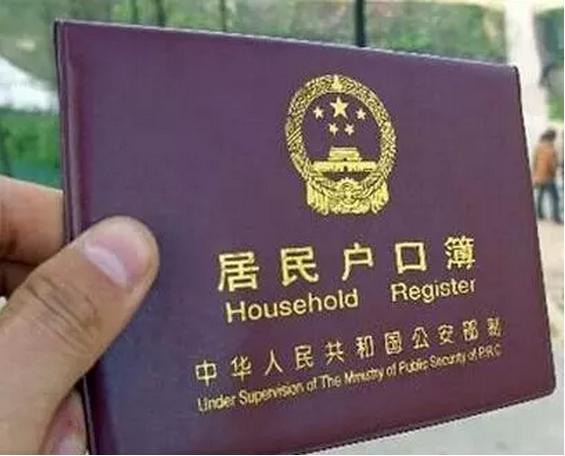 居民户口簿
Household Register
中华人民共和国公安部制
Under Supervision of The Ministry of Public Security of P.R.C